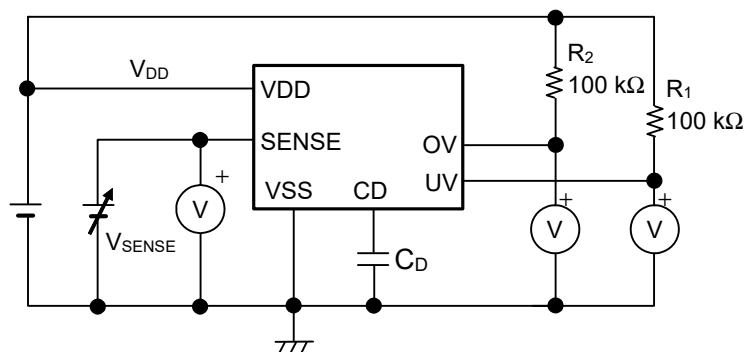 VDD
R2
100 kΩ
R1
100 kΩ
VDD
SENSE
OV
UV
VSS
CD
+
V
VSENSE
+
V
+
V
CD